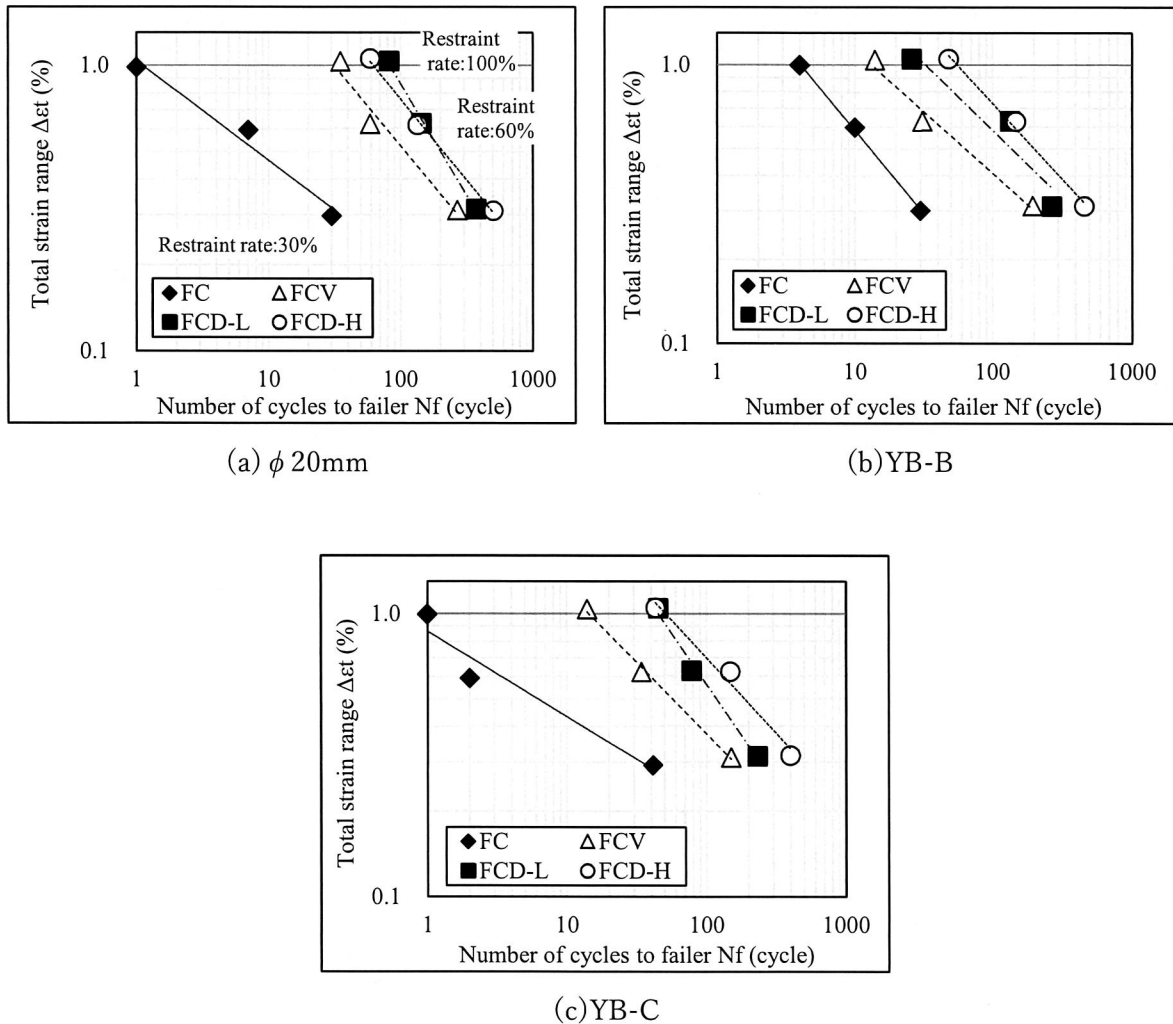 Restraint
rate:100%
1.0
Restraint
rate:60%
Restraint rate:30%
FC FCV
FCD-L FCD-H
0.1
1 10 100 1000
Total strain range Δεt (%)
Number of cycles to failer Nf (cycle)
(a) φ 20mm
1.0
FC FCV
FCD-L FCD-H
0.1
1 10 100 1000
Total strain range Δεt (%)
Number of cycles to failer Nf (cycle)
(b)YB-B
1.0
FC FCV
FCD-L FCD-H
0.1
1 10 100 1000
Total strain range Δεt (%)
Number of cycles to failer Nf (cycle)
(c)YB-C